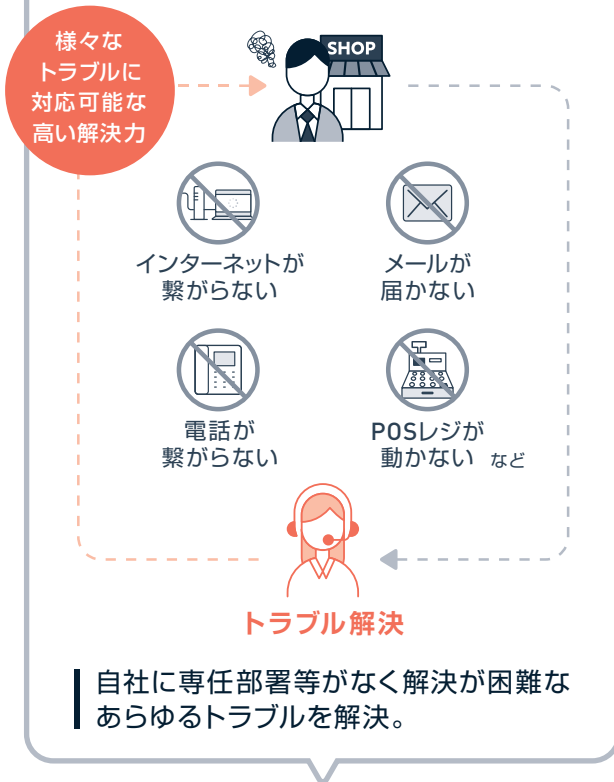 様々な
トラブルに
対応可能な
高い解決力
SHOP
インターネットが
繋がらない
メールが
届かない
電話が
繋がらない
POSレジが
動かない など
トラブル解決
自社に専任部署等がなく解決が困難な
あらゆるトラブルを解決。